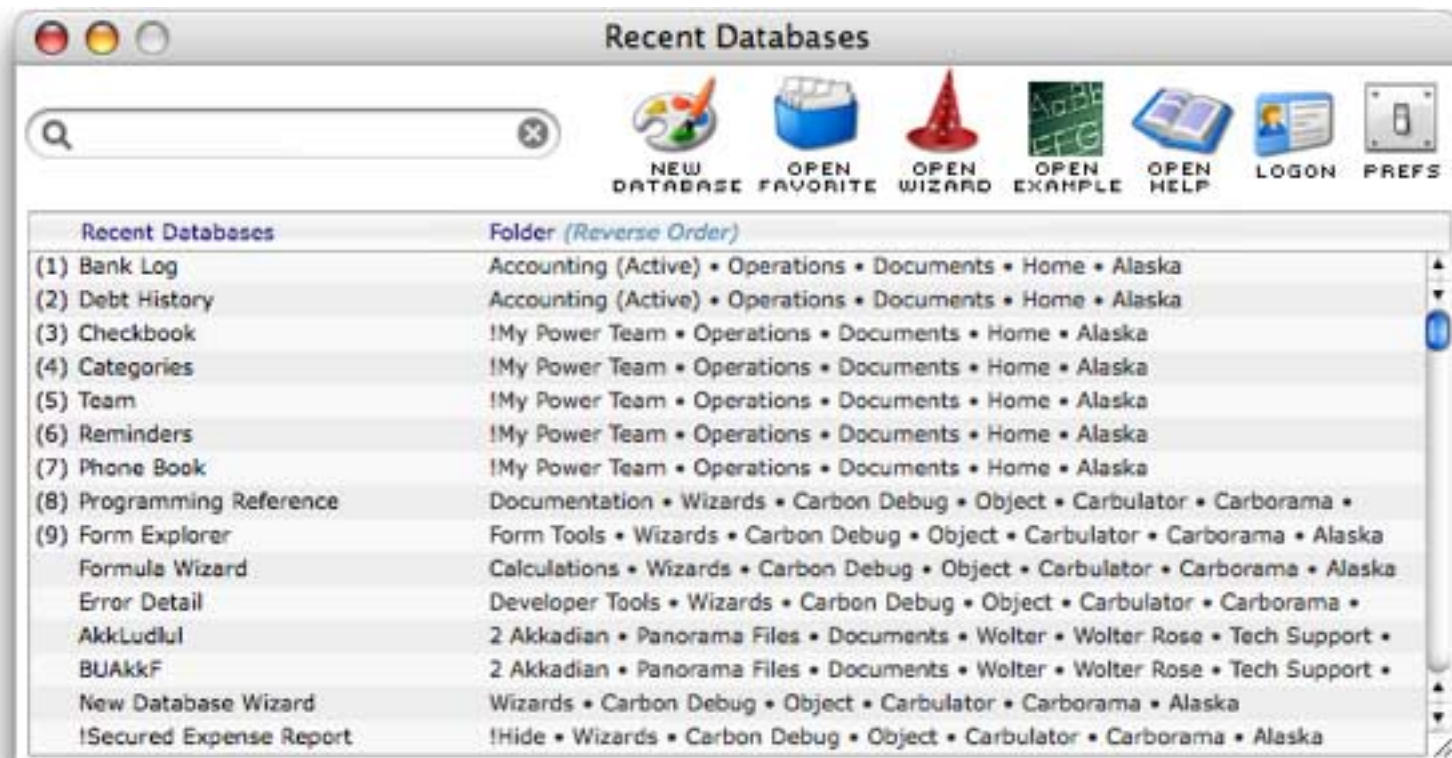 Recent Databases
NEW DATABASE
OPEN FAVORITE
OPEN WIZARD
OPEN EXAMPLE
OPEN HELP
LOGON
PREFS
AaBb
EFG
Recent Databases Folder (Reverse Order)
(1) Bank Log Accounting (Active) • Operations • Documents • Home • Alaska
(2) Debt History Accounting (Active) • Operations • Documents • Home • Alaska
(3) Checkbook !My Power Team • Operations • Documents • Home • Alaska
(4) Categories !My Power Team • Operations • Documents • Home • Alaska
(5) Team !My Power Team • Operations • Documents • Home • Alaska
(6) Reminders !My Power Team • Operations • Documents • Home • Alaska
(7) Phone Book !My Power Team • Operations • Documents • Home • Alaska
(8) Programming Reference Documentation • Wizards • Carbon Debug • Object • Carbulator • Carborama •
(9) Form Explorer Form Tools • Wizards • Carbon Debug • Object • Carbulator • Carborama • Alaska
Formula Wizard Calculations • Wizards • Carbon Debug • Object • Carbulator • Carborama • Alaska
Error Detail Developer Tools • Wizards • Carbon Debug • Object • Carbulator • Carborama •
AkkLudlul 2 Akkadian • Panorama Files • Documents • Wolter • Wolter Rose • Tech Support •
BUAkkF 2 Akkadian • Panorama Files • Documents • Wolter • Wolter Rose • Tech Support •
New Database Wizard Wizards • Carbon Debug • Object • Carbulator • Carborama • Alaska
!Secured Expense Report !Hide • Wizards • Carbon Debug • Object • Carbulator • Carborama • Alaska